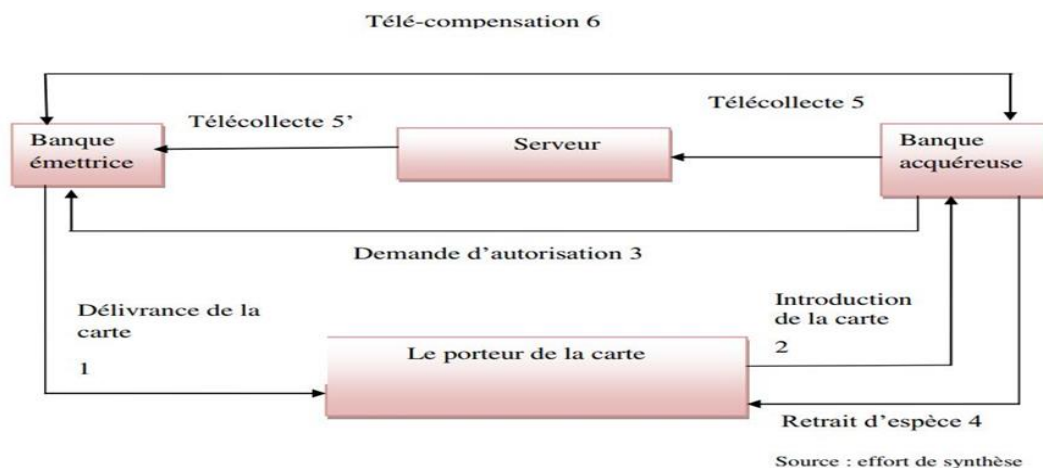 Télé-compensation 6
Télécollecte 5
Télécollecte 5’
Banque
émettrice
Serveur
Banque
acquéreuse
Demande d’autorisation 3
Délivrance de la
carte
1
Introduction
de la carte
2
Le porteur de la carte
Retrait d’espèce 4
Source : effort de synthèse